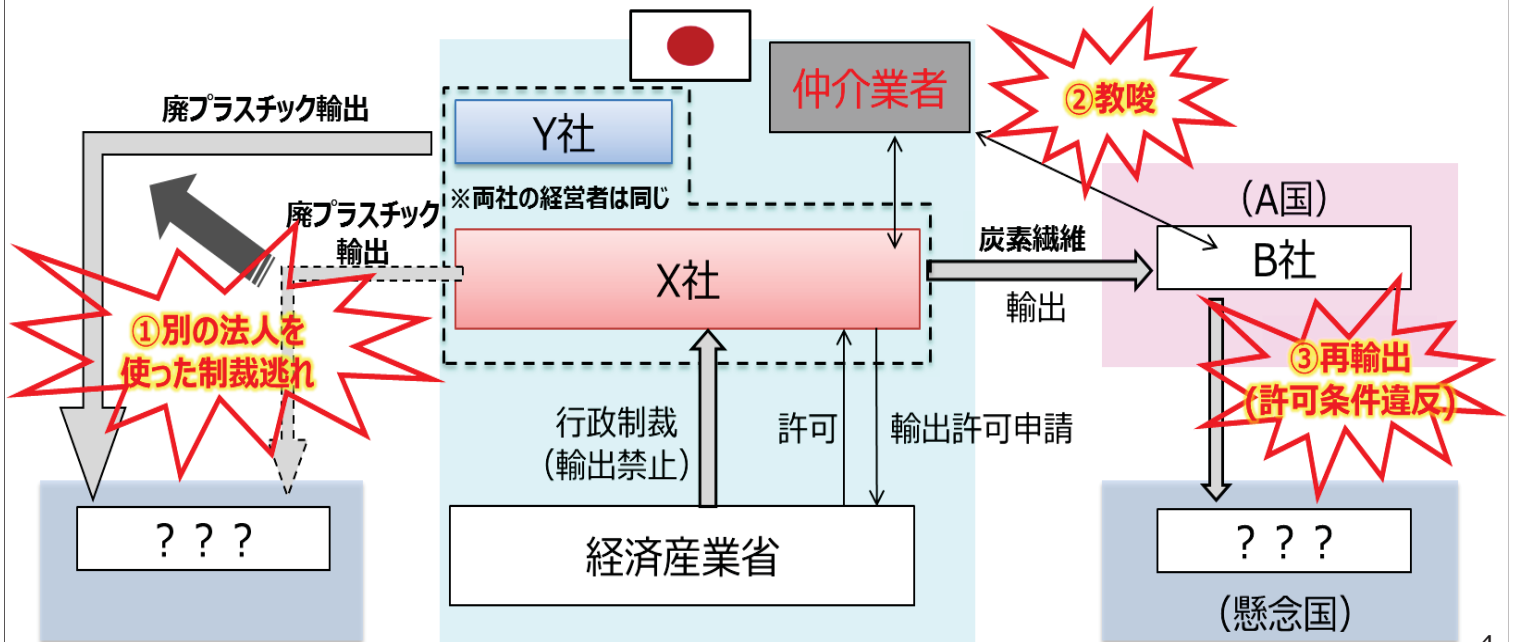 廃プラスチック輸出
Y社
仲介業者
②教唆
※両社の経営者は同じ
廃プラスチック
輸出
X社
炭素繊維
輸出
(A国)
B社
①別の法人を
使った制裁逃れ
③再輸出
(許可条件違反)
行政制裁
(輸出禁止)
許可
輸出許可申請
???
経済産業省
???
(懸念国)